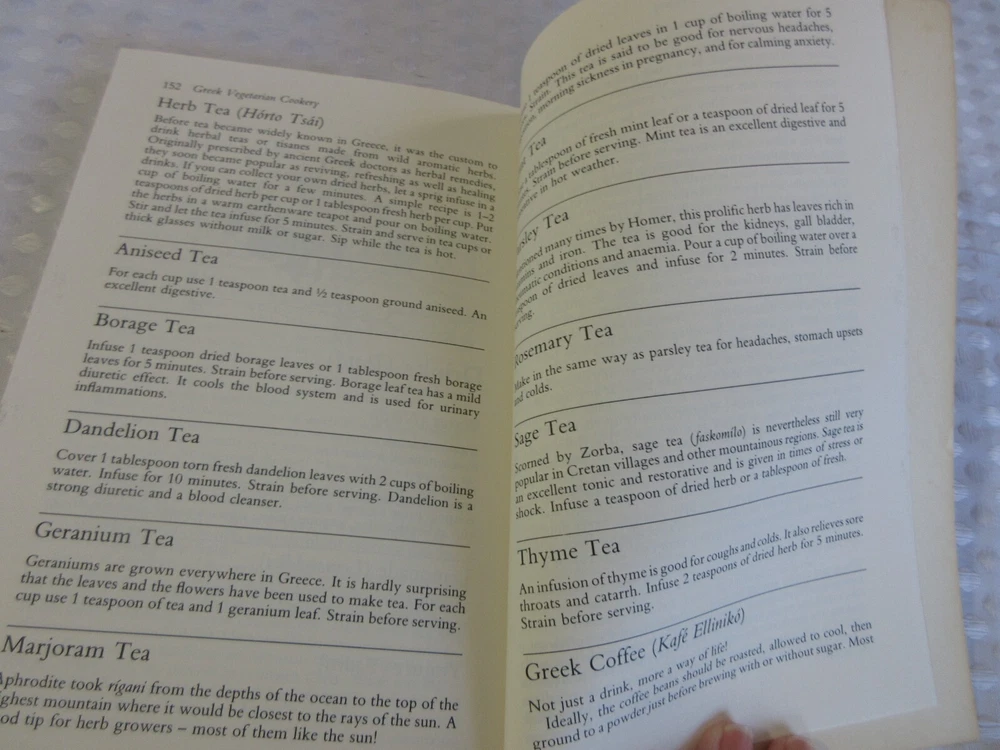 152 Greek Vegetarian Cookery
Herb Tea (Hórto Tsái)
Before tea became widely known in Greece, it was the custom to
drink herbal teas or tisanes made from wild aromatic herbs.
Originally prescribed by ancient Greek doctors as herbal remedies,
they soon became popular as reviving, refreshing as well as healing
drinks. If you can collect your own dried herbs, let a sprig infuse in a
cup of boiling water for a few minutes. A simple recipe is 1–2
teaspoons of dried herb per cup or 1 tablespoon fresh herb per cup. Put
the herbs in a warm earthenware teapot and pour on boiling water.
Stir and let the tea infuse for 5 minutes. Strain and serve in tea cups or
thick glasses without milk or sugar. Sip while the tea is hot.
Aniseed Tea
For each cup use 1 teaspoon tea and ½ teaspoon ground aniseed. An
excellent digestive.
Borage Tea
Infuse 1 teaspoon dried borage leaves or 1 tablespoon fresh borage
leaves for 5 minutes. Strain before serving. Borage leaf tea has a mild
diuretic effect. It cools the blood system and is used for urinary
inflammations.
Dandelion Tea
Cover 1 tablespoon torn fresh dandelion leaves with 2 cups of boiling
water. Infuse for 10 minutes. Strain before serving. Dandelion is a
strong diuretic and a blood cleanser.
Geranium Tea
Geraniums are grown everywhere in Greece. It is hardly surprising
that the leaves and the flowers have been used to make tea. For each
cup use 1 teaspoon of tea and 1 geranium leaf. Strain before serving.
Marjoram Tea
Aphrodite took rígani from the depths of the ocean to the top of the
ghest mountain where it would be closest to the rays of the sun. A
od tip for herb growers – most of them like the sun!
1 teaspoon of dried leaves in 1 cup of boiling water for 5
Strain. This tea is said to be good for nervous headaches,
morning sickness in pregnancy, and for calming anxiety.
Tea
tablespoon of fresh mint leaf or a teaspoon of dried leaf for 5
Strain before serving. Mint tea is an excellent digestive and
in hot weather.
rsley Tea
many times by Homer, this prolific herb has leaves rich in
and iron. The tea is good for the kidneys, gall bladder,
conditions and anaemia. Pour a cup of boiling water over a
of dried leaves and infuse for 2 minutes. Strain before
Rosemary Tea
Make in the same way as parsley tea for headaches, stomach upsets
and colds.
Sage Tea
Scorned by Zorba, sage tea (faskomílo) is nevertheless still very
popular in Cretan villages and other mountainous regions. Sage tea is
an excellent tonic and restorative and is given in times of stress or
shock. Infuse a teaspoon of dried herb or a tablespoon of fresh.
Thyme Tea
An infusion of thyme is good for coughs and colds. It also relieves sore
throats and catarrh. Infuse 2 teaspoons of dried herb for 5 minutes.
Strain before serving.
Greek Coffee (Kafé Ellinikó)
Not just a drink, more a way of life!
Ideally, the coffee beans should be roasted, allowed to cool, then
ground to a powder just before brewing with or without sugar. Most